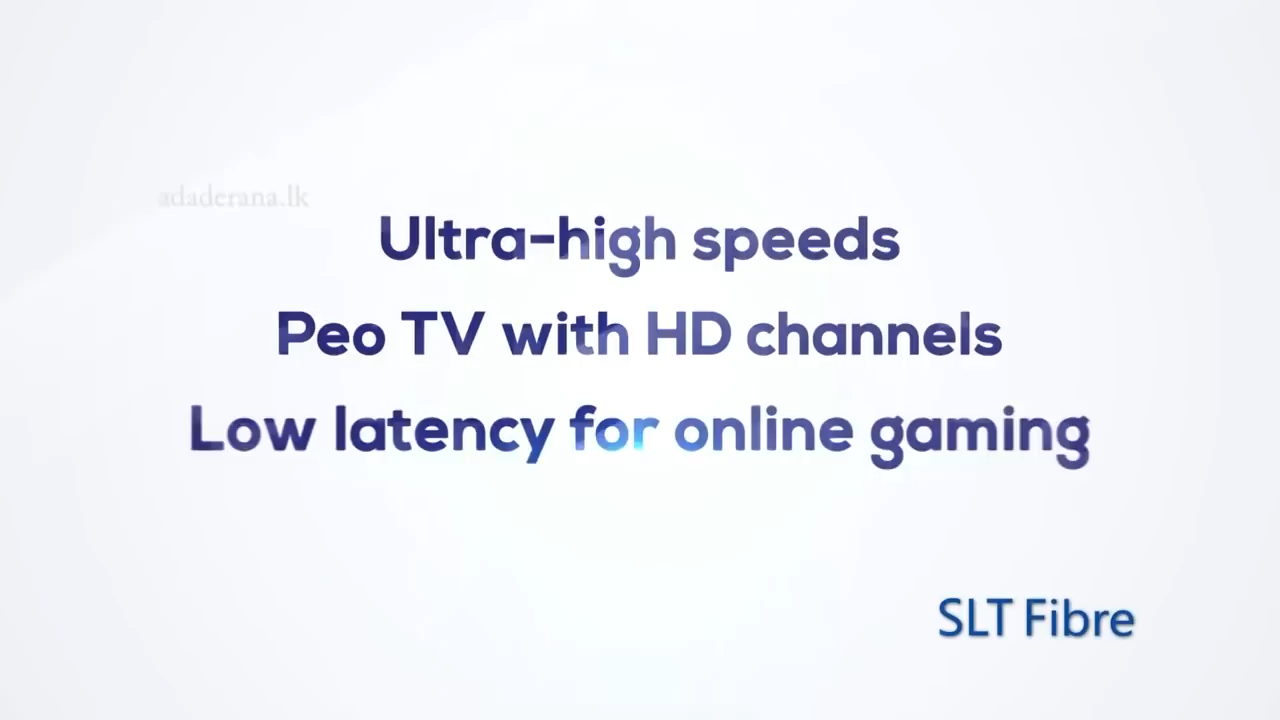 adaderana.lk
Ultra-high speeds
Peo TV with HD channels
Low latency for online gaming
SLT Fibre